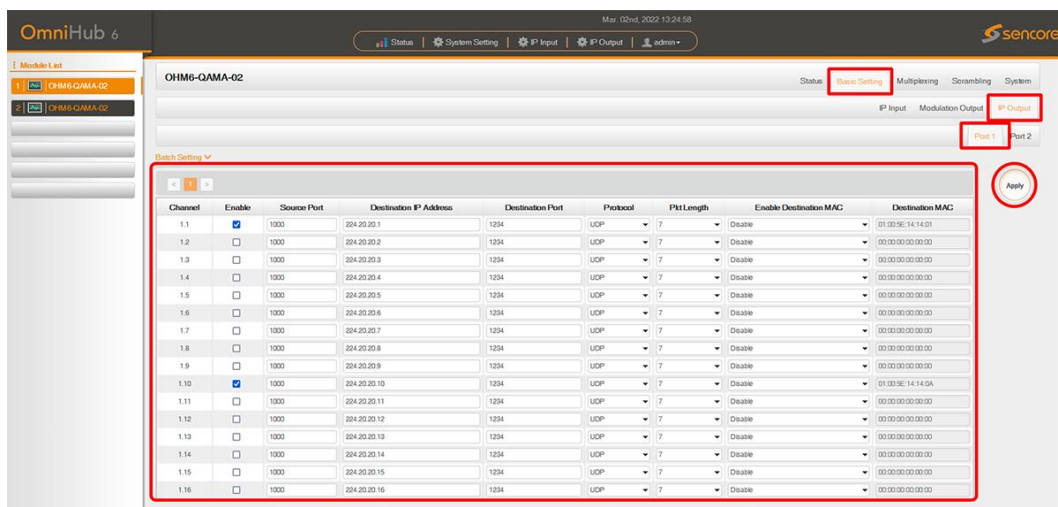 Mar. 02nd, 2022 13:24:58
OmniHub 6
Status | System Setting | IP Input | IP Output | admin
sencore
Module List
1 OHM6-QAMA-02
2 OHM6-QAMA-02
OHM6-QAMA-02
Status Basic Setting Multiplexing Scrambling System
IP Input Modulation Output IP Output
Port 1 Port 2
Batch Setting
< 1 >
Apply
Channel Enable Source Port Destination IP Address Destination Port Protocol Pkt Length Enable Destination MAC Destination MAC
1.1 1000 224.20.20.1 1234 UDP 7 Disable 01:00:5E:14:14:01
1.2 1000 224.20.20.2 1234 UDP 7 Disable 00:00:00:00:00:00
1.3 1000 224.20.20.3 1234 UDP 7 Disable 00:00:00:00:00:00
1.4 1000 224.20.20.4 1234 UDP 7 Disable 00:00:00:00:00:00
1.5 1000 224.20.20.5 1234 UDP 7 Disable 00:00:00:00:00:00
1.6 1000 224.20.20.6 1234 UDP 7 Disable 00:00:00:00:00:00
1.7 1000 224.20.20.7 1234 UDP 7 Disable 00:00:00:00:00:00
1.8 1000 224.20.20.8 1234 UDP 7 Disable 00:00:00:00:00:00
1.9 1000 224.20.20.9 1234 UDP 7 Disable 00:00:00:00:00:00
1.10 1000 224.20.20.10 1234 UDP 7 Disable 01:00:5E:14:14:0A
1.11 1000 224.20.20.11 1234 UDP 7 Disable 00:00:00:00:00:00
1.12 1000 224.20.20.12 1234 UDP 7 Disable 00:00:00:00:00:00
1.13 1000 224.20.20.13 1234 UDP 7 Disable 00:00:00:00:00:00
1.14 1000 224.20.20.14 1234 UDP 7 Disable 00:00:00:00:00:00
1.15 1000 224.20.20.15 1234 UDP 7 Disable 00:00:00:00:00:00
1.16 1000 224.20.20.16 1234 UDP 7 Disable 00:00:00:00:00:00